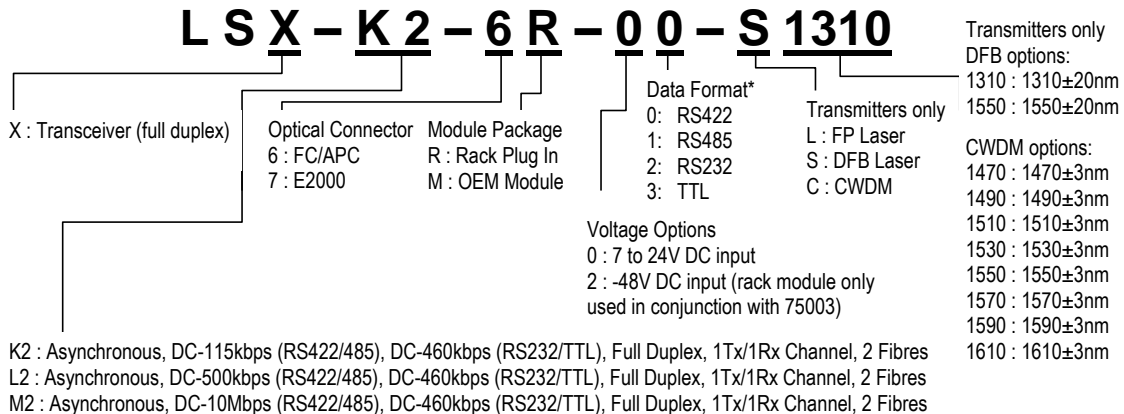 L S X – K 2 – 6 R – 0 0 – S 1310
X : Transceiver (full duplex)
Optical Connector
6 : FC/APC
7 : E2000
Module Package
R : Rack Plug In
M : OEM Module
Data Format*
0: RS422
1: RS485
2: RS232
3: TTL
Voltage Options
0 : 7 to 24V DC input
2 : -48V DC input (rack module only
used in conjunction with 75003)
Transmitters only
L : FP Laser
S : DFB Laser
C : CWDM
Transmitters only
DFB options:
1310 : 1310±20nm
1550 : 1550±20nm
CWDM options:
1470 : 1470±3nm
1490 : 1490±3nm
1510 : 1510±3nm
1530 : 1530±3nm
1550 : 1550±3nm
1570 : 1570±3nm
1590 : 1590±3nm
1610 : 1610±3nm
K2 : Asynchronous, DC-115kbps (RS422/485), DC-460kbps (RS232/TTL), Full Duplex, 1Tx/1Rx Channel, 2 Fibres
L2 : Asynchronous, DC-500kbps (RS422/485), DC-460kbps (RS232/TTL), Full Duplex, 1Tx/1Rx Channel, 2 Fibres
M2 : Asynchronous, DC-10Mbps (RS422/485), DC-460kbps (RS232/TTL), Full Duplex, 1Tx/1Rx Channel, 2 Fibres